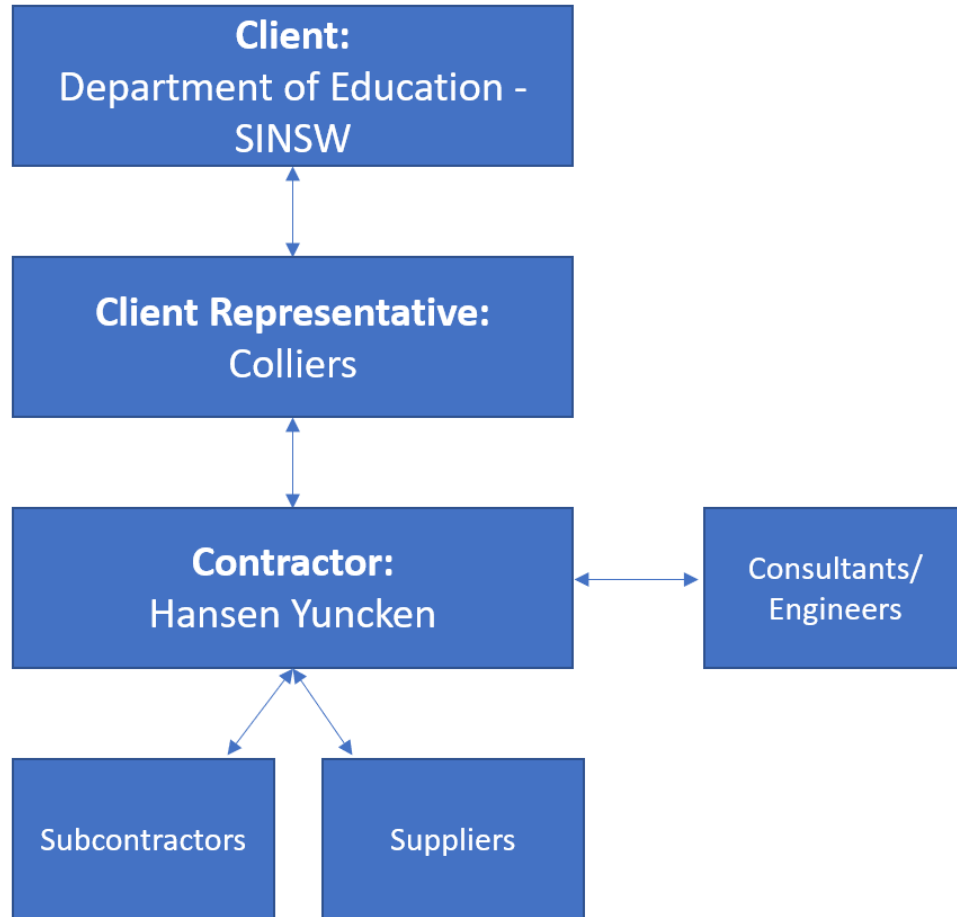 Client:
Department of Education -
SINSW
Client Representative:
Colliers
Contractor:
Hansen Yuncken
Consultants/
Engineers
Subcontractors
Suppliers